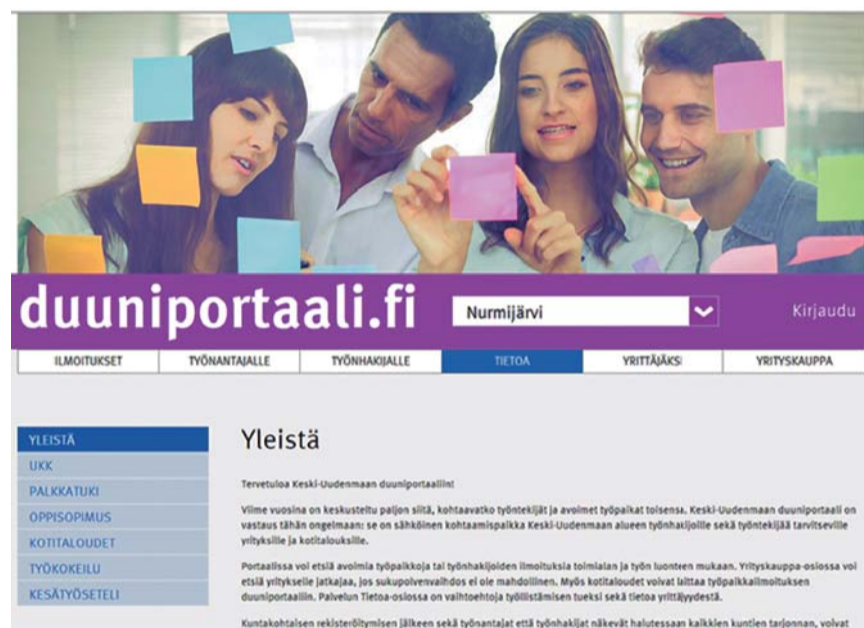 duuniportaali.fi
Nurmijärvi
Kirjaudu
ILMOITUKSET
TYÖNANTAJALLE
TYÖNHAKIJALLE
TIETOA
YRITTÄJÄKSI
YRITYSKAUPPA
YLEISTÄ
UKK
PALKKATUKI
OPPISOPIMUS
KOTITALOUDET
TYÖKOKEILU
KESÄTYÖSETELI
Yleistä
Tervetuloa Keski-Uudenmaan duuniportaaliin!
Viime vuosina on keskusteltu paljon siitä, kohtaavatko työntekijät ja avoimet työpaikat toisensa. Keski-Uudenmaan duuniportaali on
vastaus tähän ongelmaan: se on sähköinen kohtaamispaikka Keski-Uudenmaan alueen työnhakijoille sekä työntekijää tarvitseville
yrityksille ja kotitalouksille.
Portaalissa voi etsiä avoimia työpaikkoja tai työnhakijoiden ilmoituksia toimialan ja työn luonteen mukaan. Yrityskauppa-osiossa voi
etsiä yritykselle jatkajaa, jos sukupolvenvaihdos ei ole mahdollinen. Myös kotitaloudet voivat laittaa työpaikkailmoituksen
duuniportaaliin. Palvelun Tietoa-osiossa on vaihtoehtoja työllistämisen tueksi sekä tietoa yrittäjyydestä.
Kuntakohtaisen rekisteröitymisen jälkeen sekä työnantajat että työnhakijat näkevät halutessaan kaikkien kuntien tarjonnan, voivat